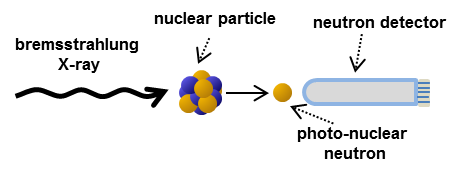 bremsstrahlung
X-ray
nuclear particle
neutron detector
photo-nuclear
neutron